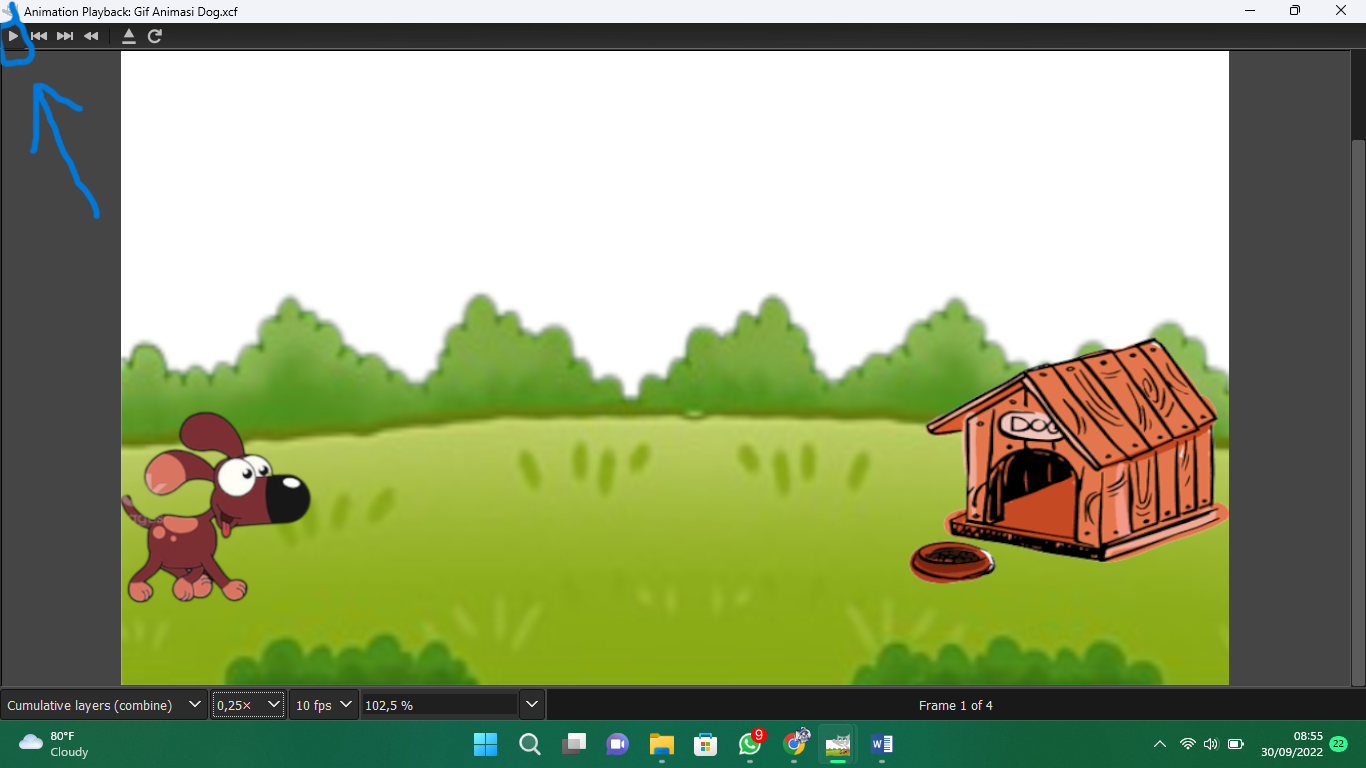 Animation Playback: Gif Animasi Dog.xcf
DOG
Cumulative layers (combine)
0,25×
10 fps
102,5 %
Frame 1 of 4
80°F
Cloudy
9
08:55
30/09/2022
22